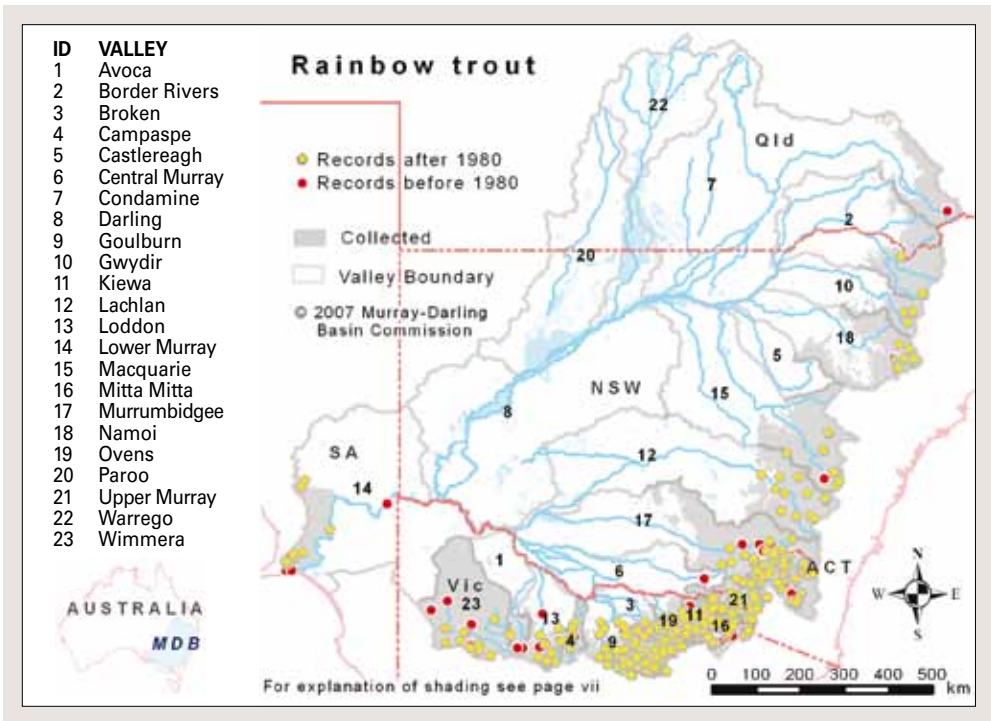 ID VALLEY
1 Avoca
2 Border Rivers
3 Broken
4 Campaspe
5 Castlereagh
6 Central Murray
7 Condamine
8 Darling
9 Goulburn
10 Gwydir
11 Kiewa
12 Lachlan
13 Loddon
14 Lower Murray
15 Macquarie
16 Mitta Mitta
17 Murrumbidgee
18 Namoi
19 Ovens
20 Paroo
21 Upper Murray
22 Warrego
23 Wimmera
AUSTRALIA
MDB
Rainbow trout
Records after 1980
Records before 1980
Collected
Valley Boundary
© 2007 Murray-Darling
Basin Commission
22
Qld
7
2
20
10
18
5
NSW
15
8
SA
12
14
17
1
6
ACT
Vic
23
13
3
21
11
19
16
4
9
N
W E
S
0 100 200 300 400 500
km
For explanation of shading see page vii